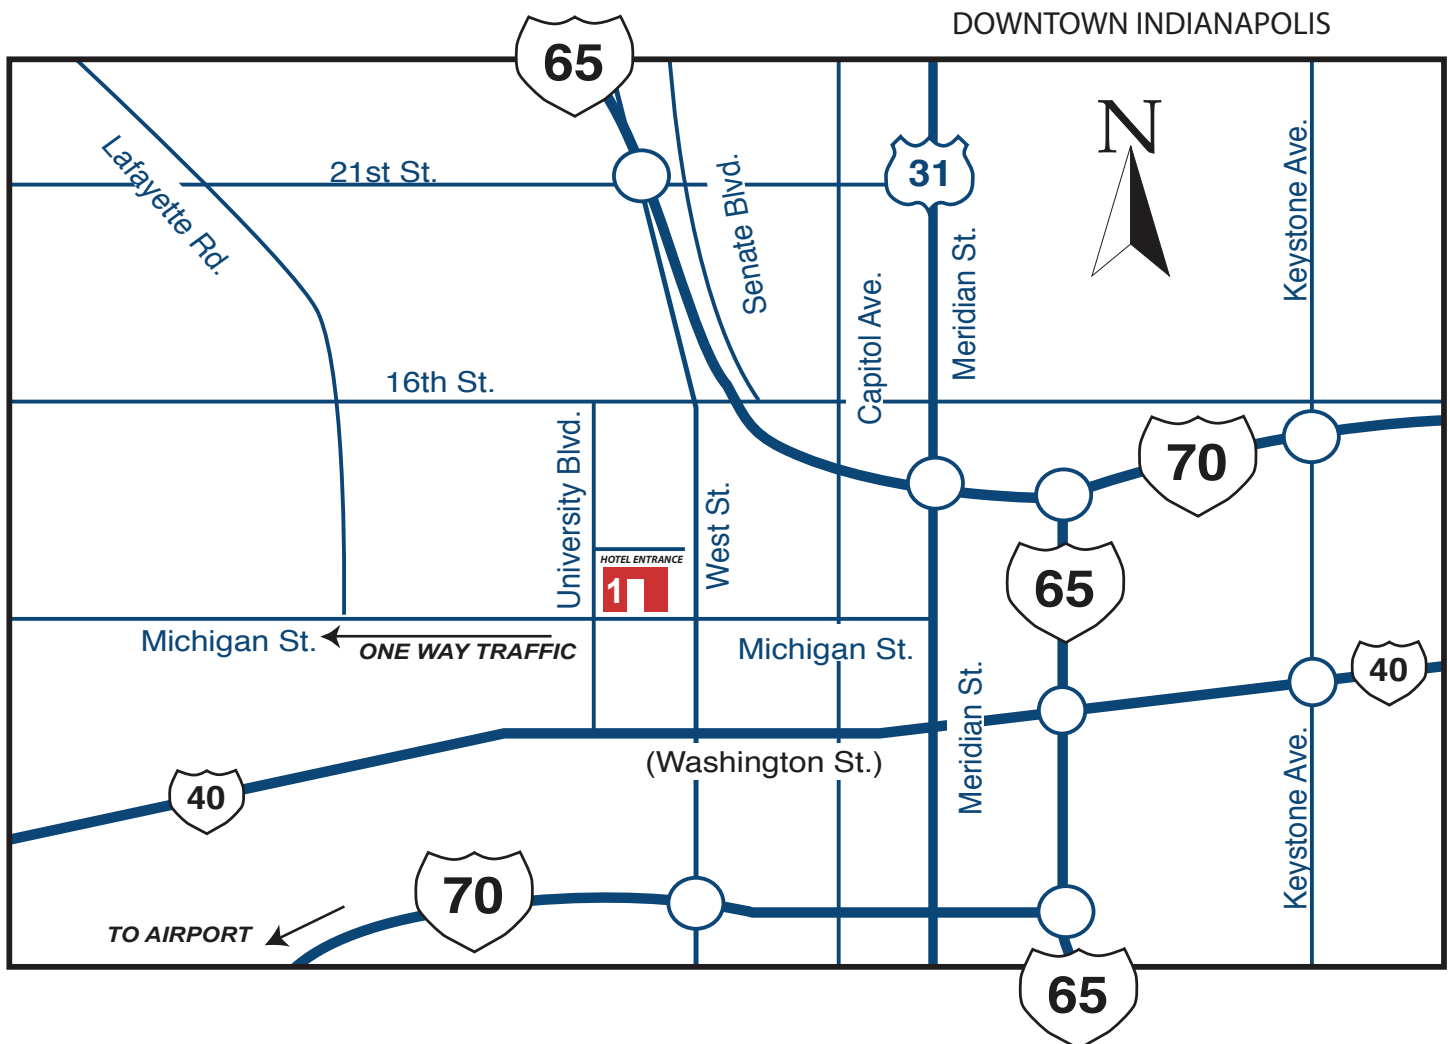 DOWNTOWN INDIANAPOLIS
65
N
Lafayette Rd.
21st St.
Senate Blvd.
31
Keystone Ave.
Meridian St.
Capitol Ave.
16th St.
University Blvd.
70
West St.
HOTEL ENTRANCE
1
65
Michigan St.
ONE WAY TRAFFIC
Michigan St.
40
Meridian St.
(Washington St.)
40
Keystone Ave.
70
TO AIRPORT
65